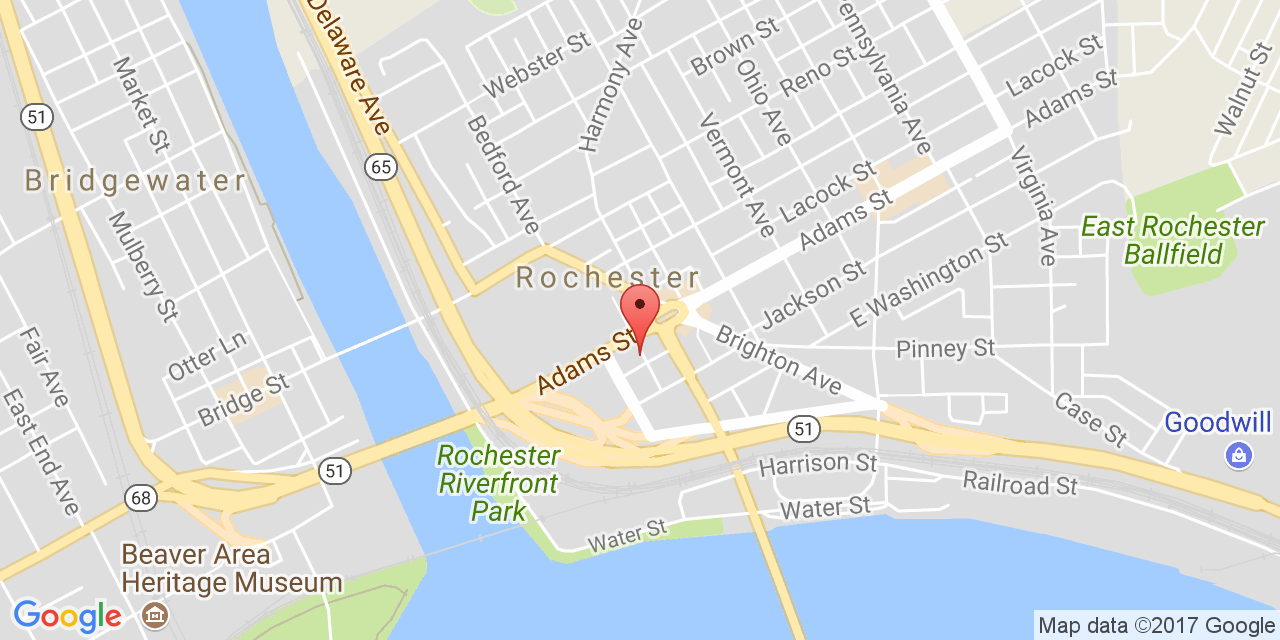 Delaware Ave
Webster St
Harmony Ave
Brown St
Pennsylvania Ave
Reno St
Ohio Ave
Lacock St
Adams St
Walnut St
Market St
51
65
Bedford Ave
Vermont Ave
Virginia Ave
Bridgewater
Lacock St
Adams St
Mulberry St
East Rochester
Ballfield
Rochester
E Washington St
Jackson St
Otter Ln
Fair Ave
Bridge St
Adams St
Brighton Ave
Pinney St
East End Ave
Case St
Goodwill
51
Rochester
Riverfront
Park
51
68
Harrison St
Railroad St
Water St
Water St
Beaver Area
Heritage Museum
Google
Map data ©2017 Google